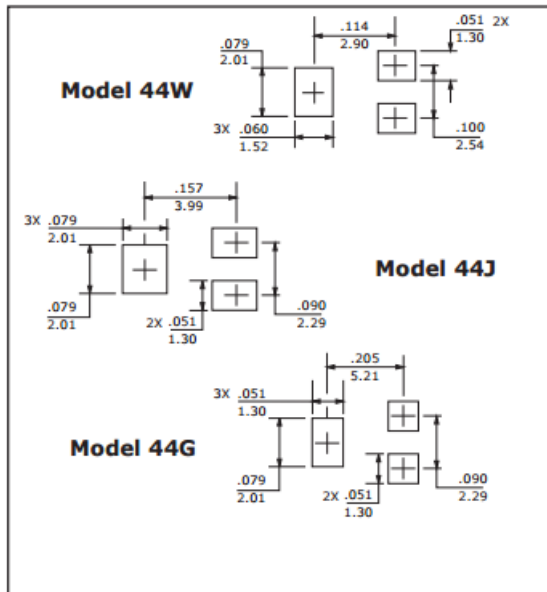 .114
2.90
.051 2X
1.30
.079
2.01
Model 44W
3X .060
1.52
.100
2.54
.157
3.99
3X .079
2.01
Model 44J
.079
2.01
2X .051
1.30
.090
2.29
.205
5.21
3X .051
1.30
Model 44G
.079
2.01
2X .051
1.30
.090
2.29